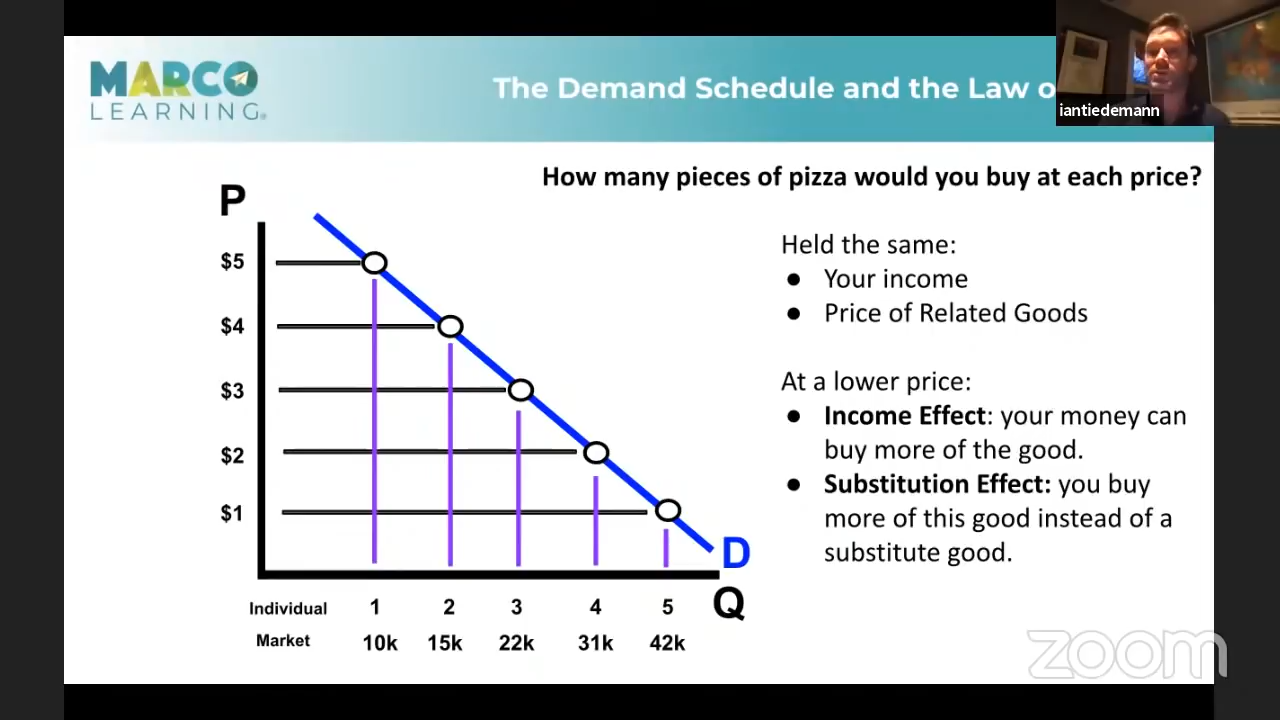 MARCO
LEARNING®
The Demand Schedule and the Law o
iantiedemann
How many pieces of pizza would you buy at each price?
P
$5
$4
$3
$2
$1
D
Q
Individual 1 2 3 4 5
Market 10k 15k 22k 31k 42k
Held the same:
● Your income
● Price of Related Goods
At a lower price:
● Income Effect: your money can
buy more of the good.
● Substitution Effect: you buy
more of this good instead of a
substitute good.
zoom